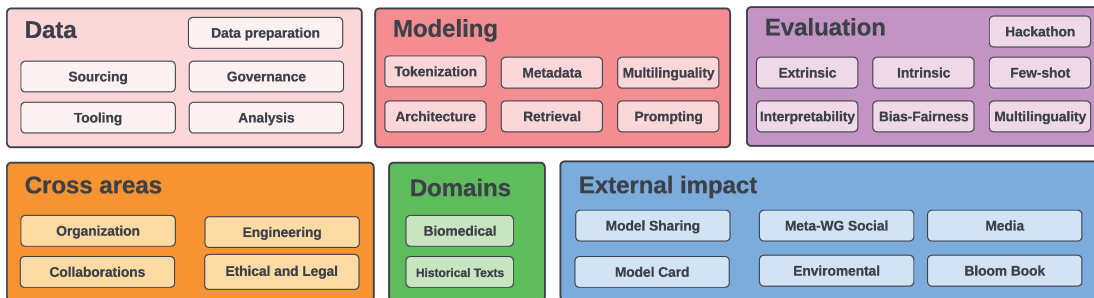 Data
Data preparation
Sourcing
Governance
Tooling
Analysis
Modeling
Tokenization
Metadata
Multilinguality
Architecture
Retrieval
Prompting
Evaluation
Hackathon
Extrinsic
Intrinsic
Few-shot
Interpretability
Bias-Fairness
Multilinguality
Cross areas
Organization
Engineering
Collaborations
Ethical and Legal
Domains
Biomedical
Historical Texts
External impact
Model Sharing
Meta-WG Social
Media
Model Card
Enviromental
Bloom Book